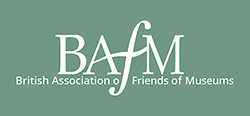 BAfM
British Association of Friends of Museums